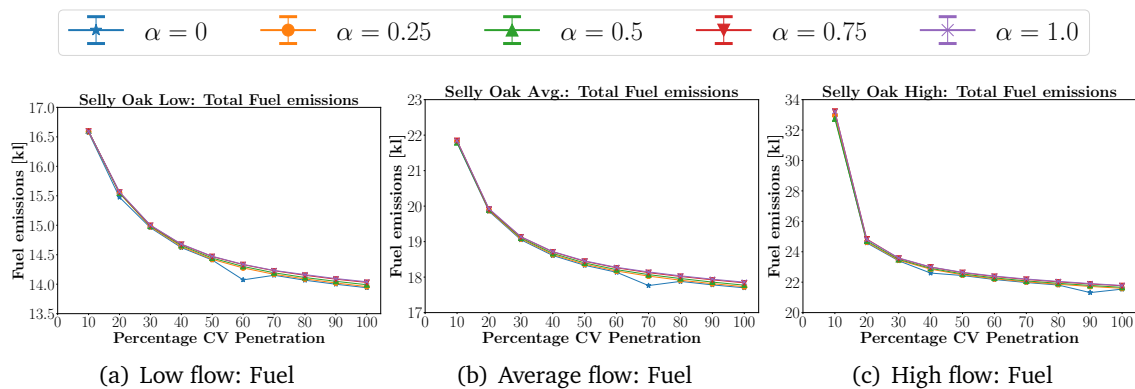 α = 0 α = 0.25 α = 0.5 α = 0.75 α = 1.0
Selly Oak Low: Total Fuel emissions
Fuel emissions [kl]
17.0
16.5
16.0
15.5
15.0
14.5
14.0
13.5
0 10 20 30 40 50 60 70 80 90 100
Percentage CV Penetration
(a) Low flow: Fuel
Selly Oak Avg.: Total Fuel emissions
Fuel emissions [kl]
23
22
21
20
19
18
17
0 10 20 30 40 50 60 70 80 90 100
Percentage CV Penetration
(b) Average flow: Fuel
Selly Oak High: Total Fuel emissions
Fuel emissions [kl]
34
32
30
28
26
24
22
20
0 10 20 30 40 50 60 70 80 90 100
Percentage CV Penetration
(c) High flow: Fuel